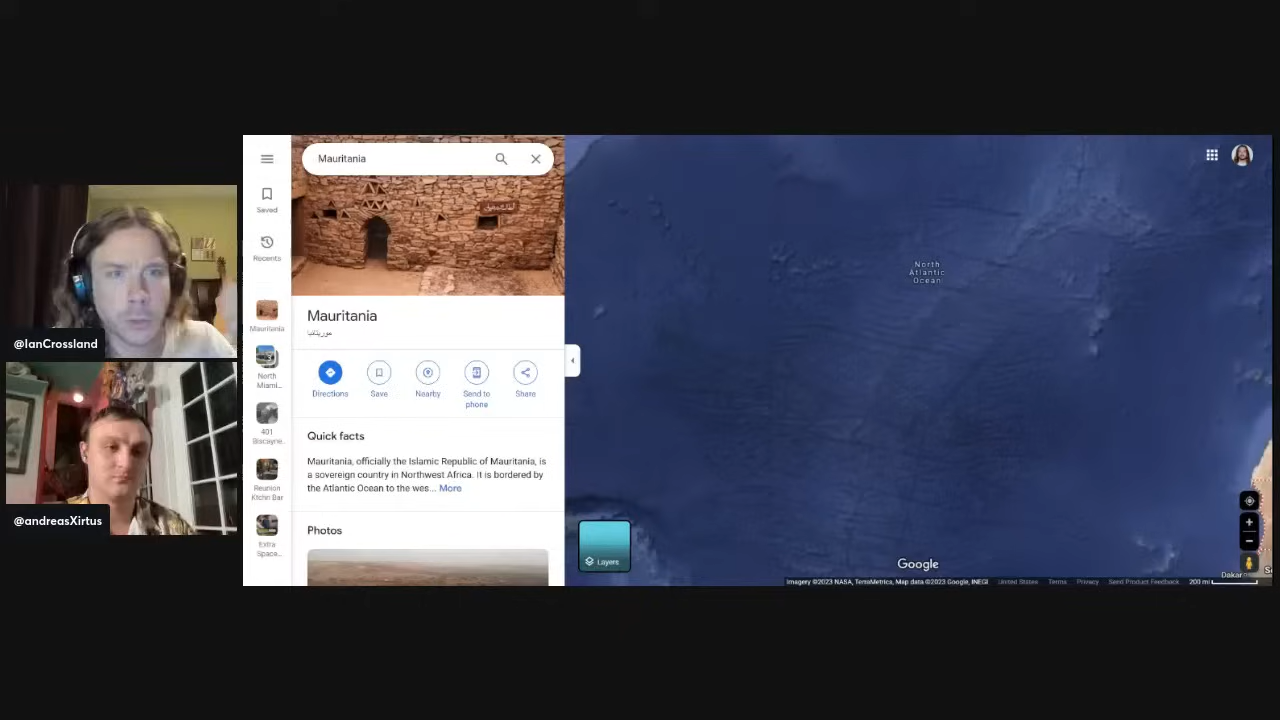 Mauritania
Saved
Recents
Mauritania
North
Miami...
401
Biscayne...
Reunion
Ktchn Bar
Extra
Space...
Mauritania
موريتانيا
Directions
Save
Nearby
Send to
phone
Share
Quick facts
Mauritania, officially the Islamic Republic of Mauritania, is
a sovereign country in Northwest Africa. It is bordered by
the Atlantic Ocean to the wes... More
Photos
North
Atlantic
Ocean
Layers
Google
Dakar
Imagery ©2023 NASA, TerraMetrics, Map data ©2023 Google, INEGI United States Terms Privacy Send Product Feedback 200 mi
@IanCrossland
@andreasXirtus